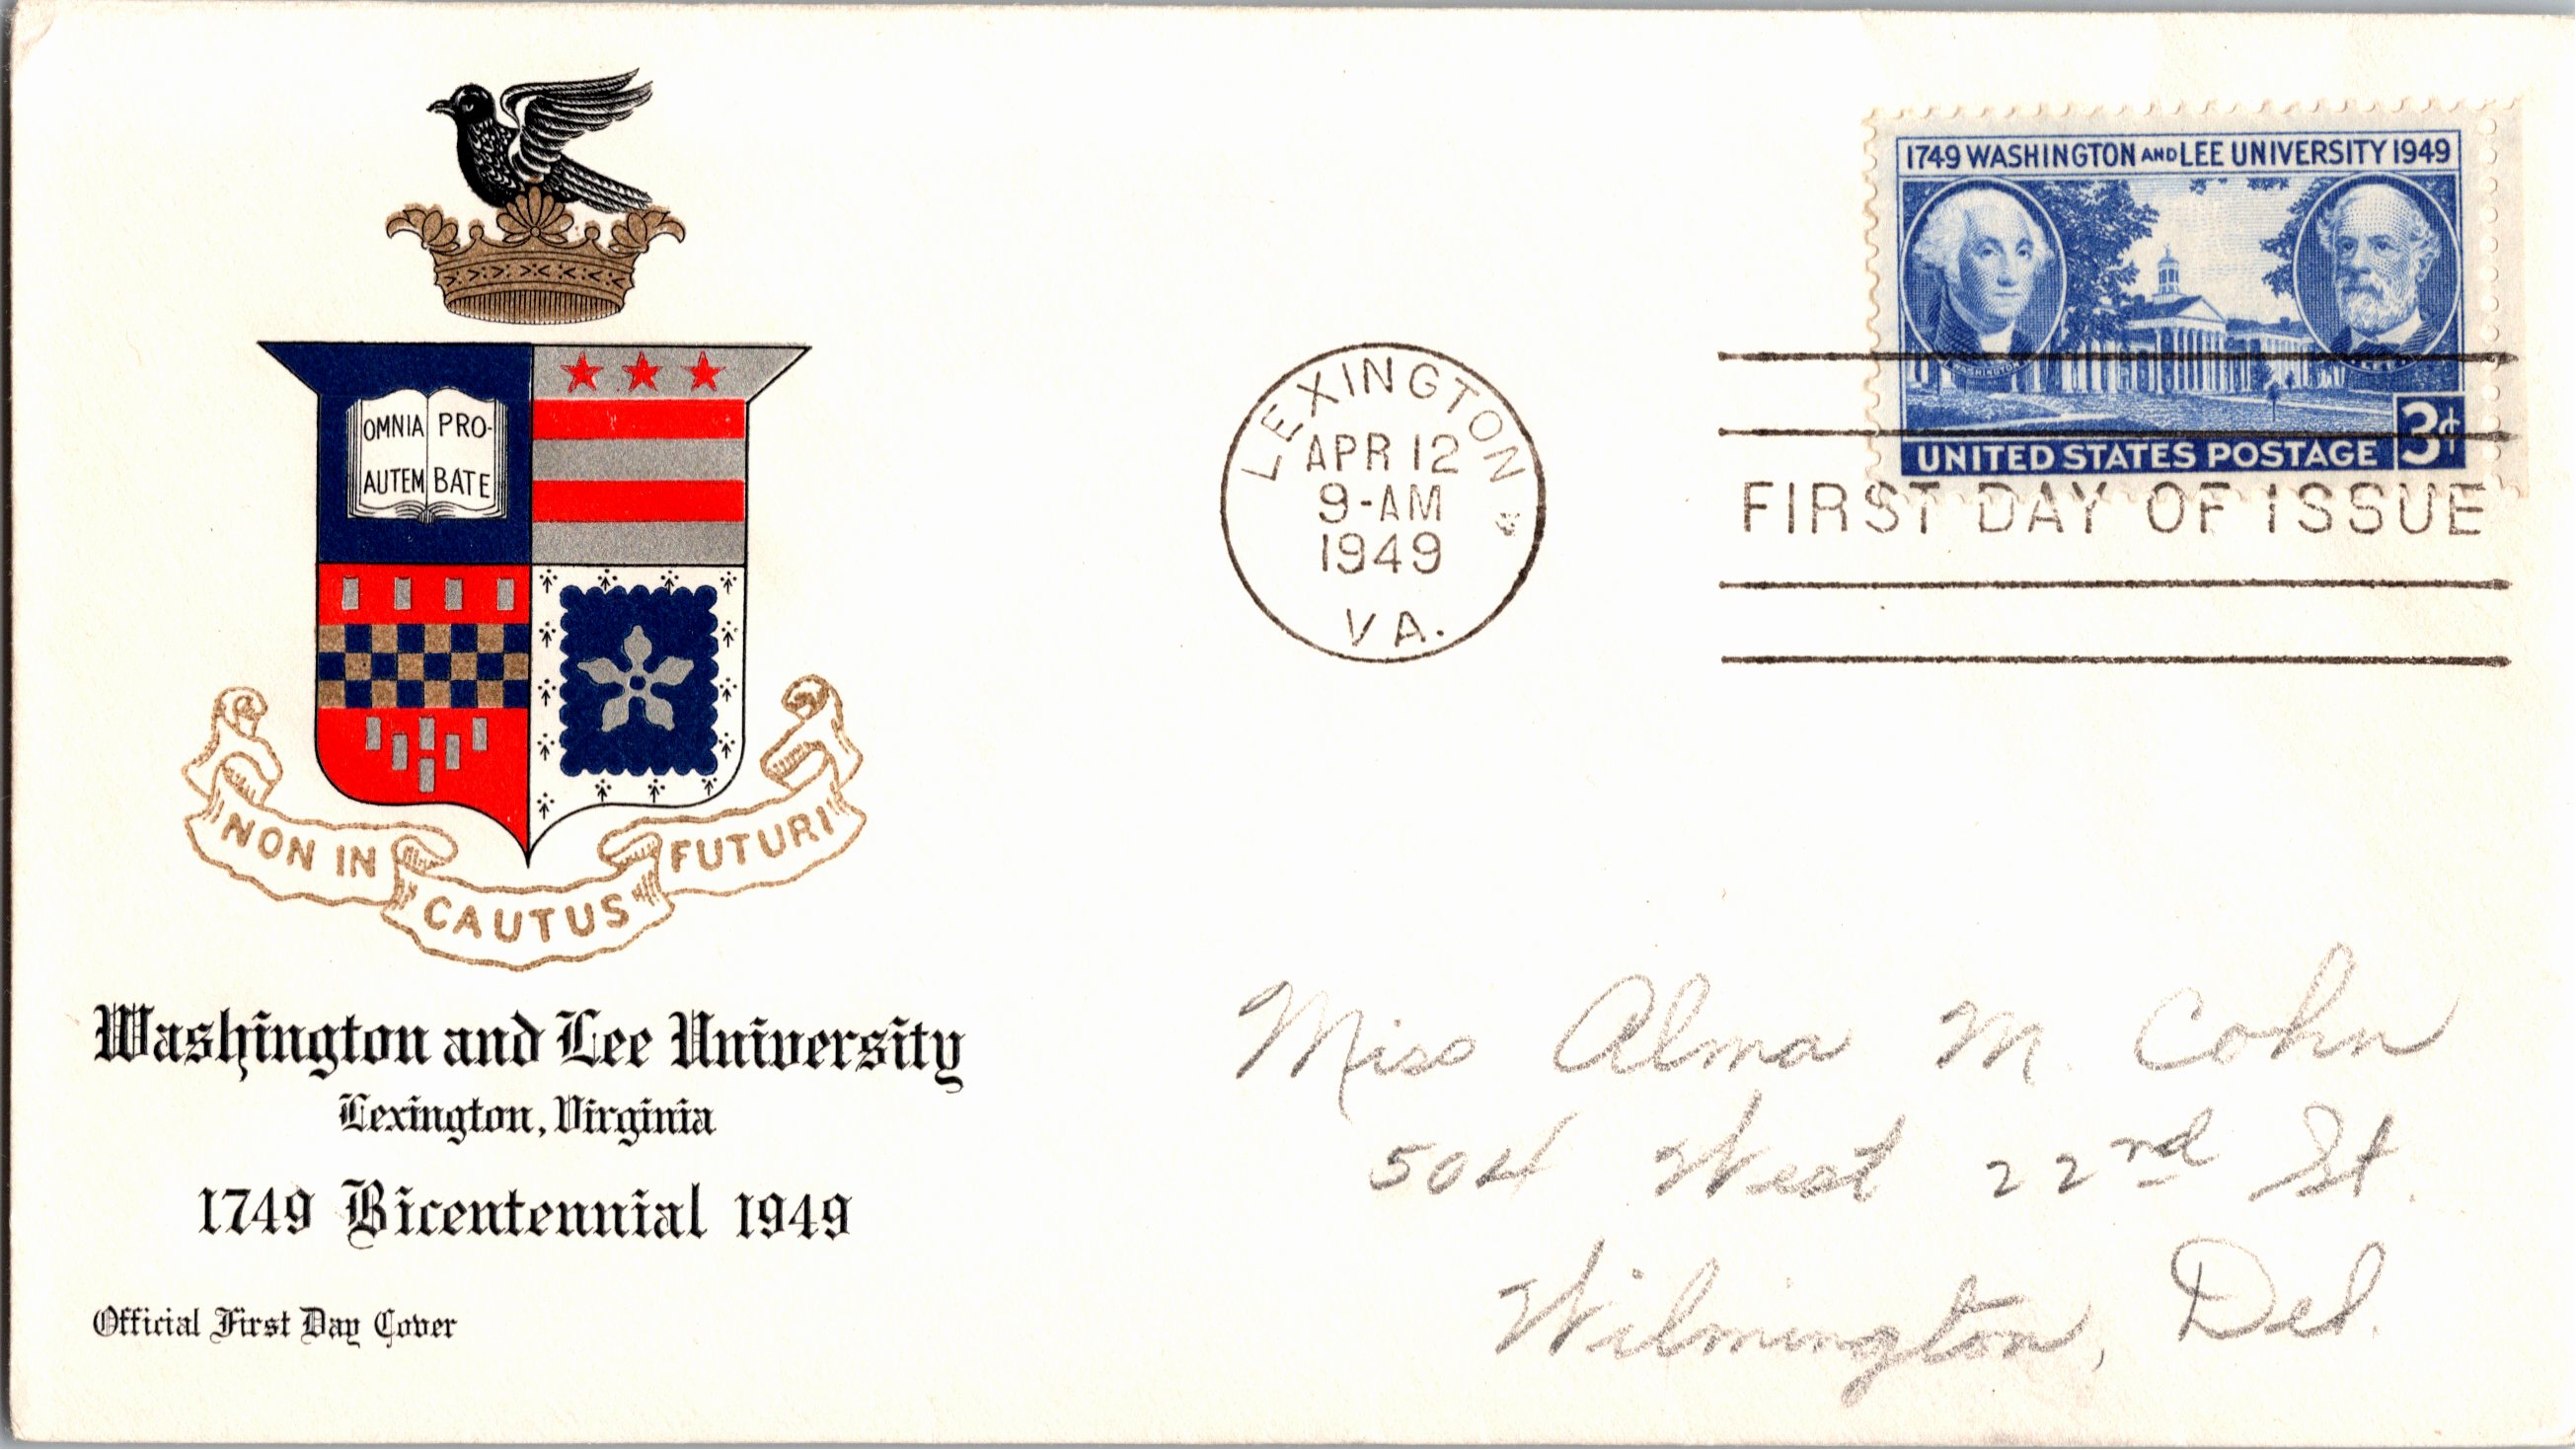 OMNIA PRO-
AUTEM BATE
NON IN CAUTUS FUTURI
Washington and Lee University
Lexington, Virginia
1749 Bicentennial 1949
Official First Day Cover
LEXINGTON
APR 12
9-AM
1949
VA.
1749 WASHINGTON AND LEE UNIVERSITY 1949
WASHINGTON
LEE
3¢
UNITED STATES POSTAGE
FIRST DAY OF ISSUE
Miss Alma M. Cohn
504 West 22nd St.
Wilmington, Del.